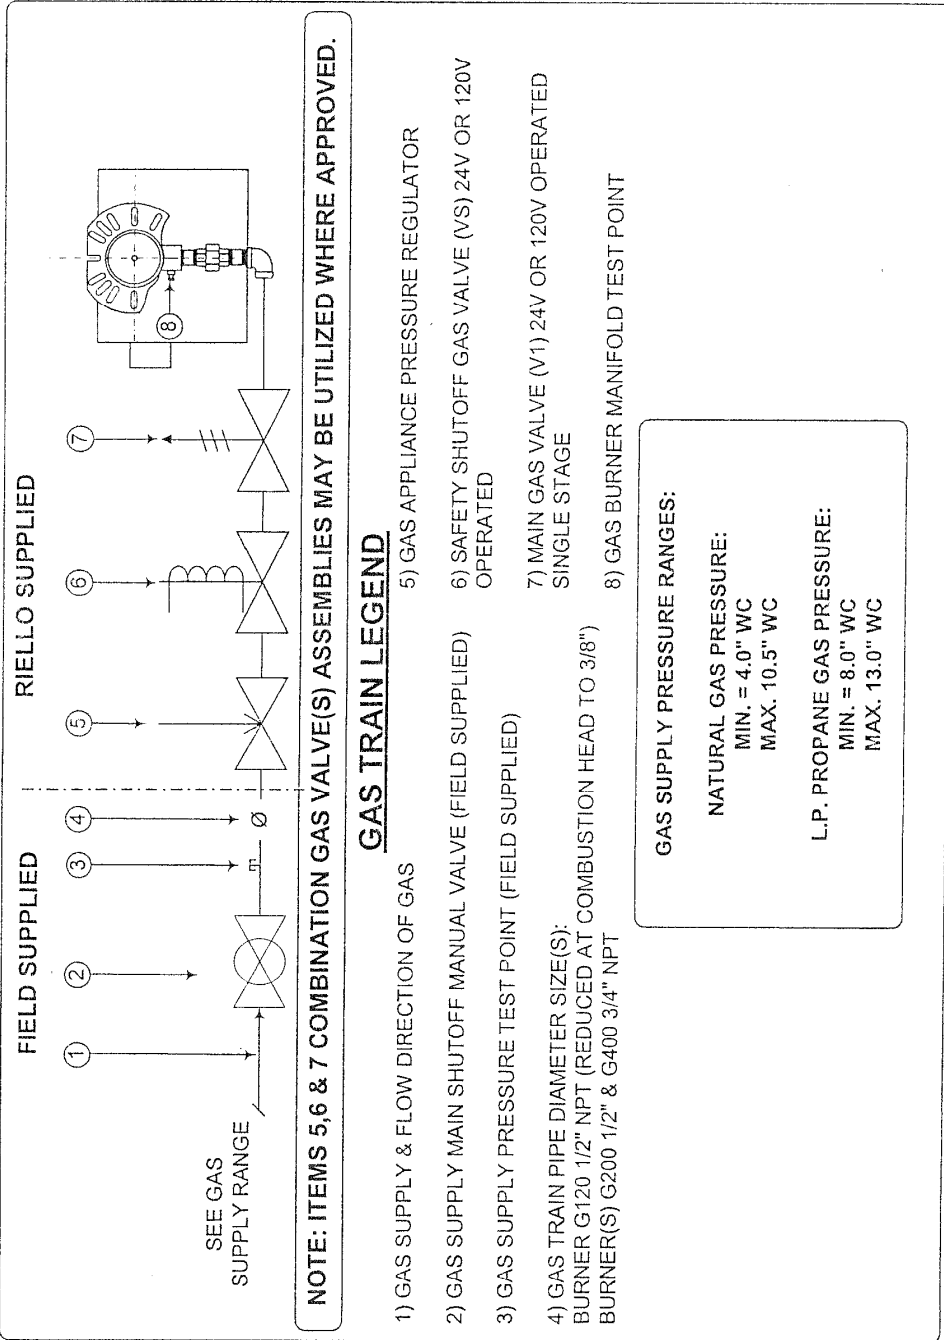 FIELD SUPPLIED
RIELLO SUPPLIED
1
2
3
4
5
6
7
8
SEE GAS
SUPPLY RANGE
NOTE: ITEMS 5,6 & 7 COMBINATION GAS VALVE(S) ASSEMBLIES MAY BE UTILIZED WHERE APPROVED.
GAS TRAIN LEGEND
1) GAS SUPPLY & FLOW DIRECTION OF GAS
2) GAS SUPPLY MAIN SHUTOFF MANUAL VALVE (FIELD SUPPLIED)
3) GAS SUPPLY PRESSURE TEST POINT (FIELD SUPPLIED)
4) GAS TRAIN PIPE DIAMETER SIZE(S):
BURNER G120 1/2" NPT (REDUCED AT COMBUSTION HEAD TO 3/8")
BURNER(S) G200 1/2" & G400 3/4" NPT
5) GAS APPLIANCE PRESSURE REGULATOR
6) SAFETY SHUTOFF GAS VALVE (VS) 24V OR 120V
OPERATED
7) MAIN GAS VALVE (V1) 24V OR 120V OPERATED
SINGLE STAGE
8) GAS BURNER MANIFOLD TEST POINT
GAS SUPPLY PRESSURE RANGES:
NATURAL GAS PRESSURE:
MIN. = 4.0" WC
MAX. 10.5" WC
L.P. PROPANE GAS PRESSURE:
MIN. = 8.0" WC
MAX. 13.0" WC